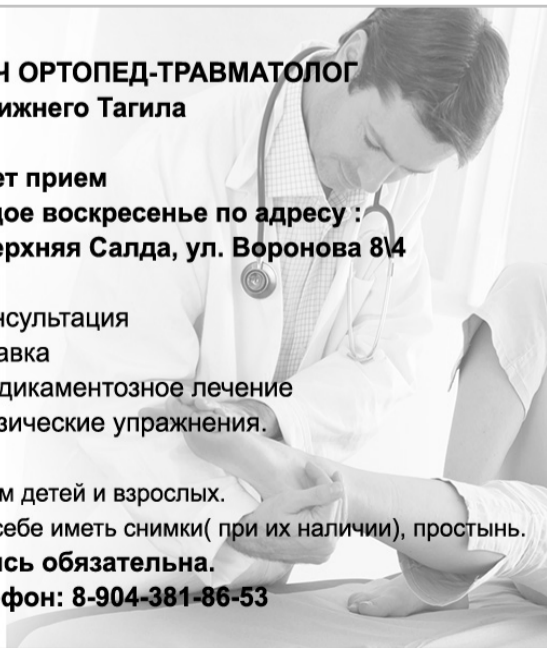 Ч ОРТОПЕД-ТРАВМАТОЛОГ
ижнего Тагила
ет прием
дое воскресенье по адресу :
ерхняя Салда, ул. Воронова 8\4
нсультация
авка
дикаментозное лечение
зические упражнения.
м детей и взрослых.
себе иметь снимки( при их наличии), простынь.
ись обязательна.
фон: 8-904-381-86-53